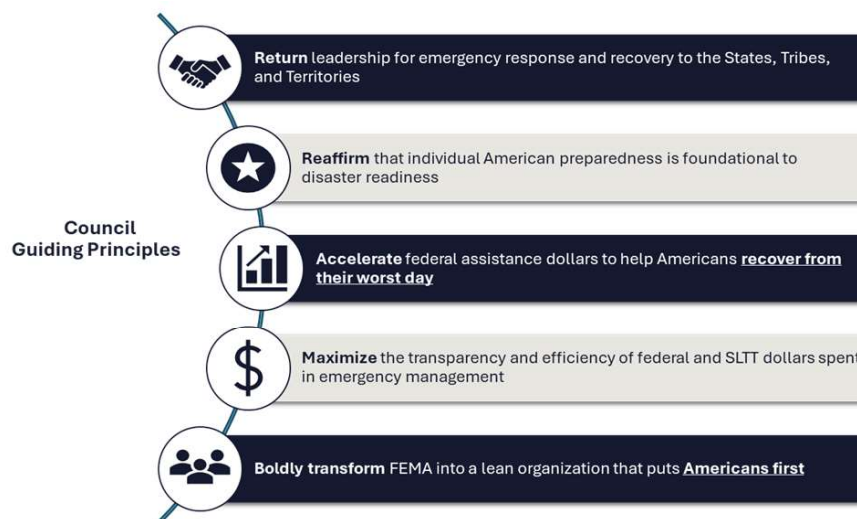 Return leadership for emergency response and recovery to the States, Tribes,
and Territories
Reaffirm that individual American preparedness is foundational to
disaster readiness
Council
Guiding Principles
Accelerate federal assistance dollars to help Americans recover from
their worst day
Maximize the transparency and efficiency of federal and SLTT dollars spent
in emergency management
Boldly transform FEMA into a lean organization that puts Americans first